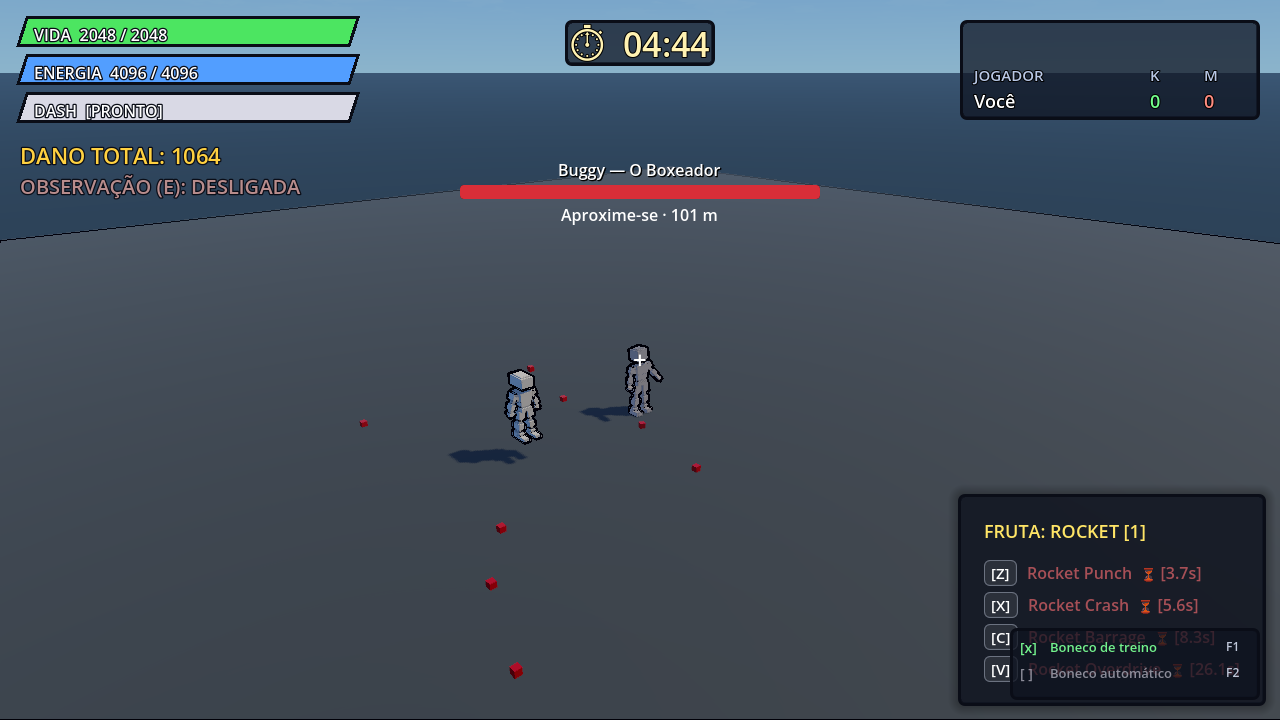 VIDA 2048 / 2048
ENERGIA 4096 / 4096
DASH [PRONTO]
DANO TOTAL: 1064
OBSERVAÇÃO (E): DESLIGADA
04:44
JOGADOR K M
Você 0 0
Buggy — O Boxeador
Aproxime-se · 101 m
FRUTA: ROCKET [1]
[Z] Rocket Punch [3.7s]
[X] Rocket Crash [5.6s]
[C] Rocket Barrage [8.3s]
[V] Rocket
[x] Boneco de treino F1
[ ] Boneco automático F2